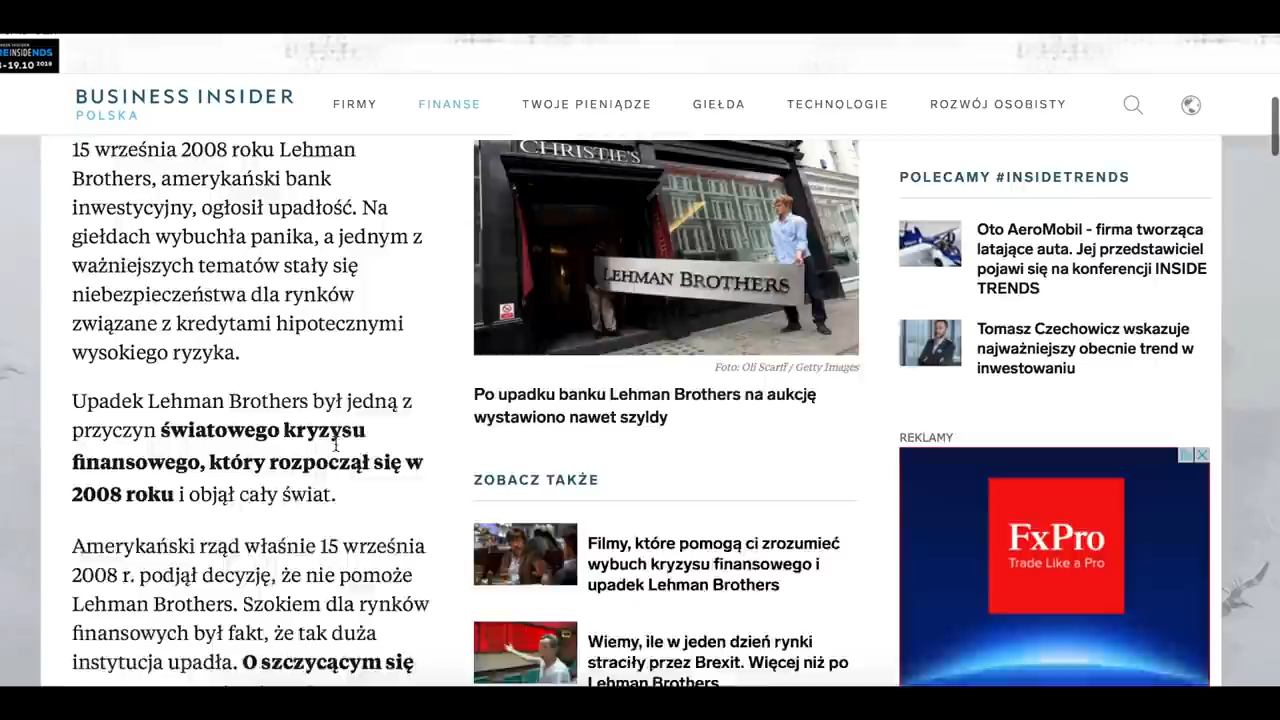 REINSIDENDS
-19.10 2018
BUSINESS INSIDER
POLSKA
FIRMY
FINANSE
TWOJE PIENIĄDZE
GIEŁDA
TECHNOLOGIE
ROZWÓJ OSOBISTY
15 września 2008 roku Lehman
Brothers, amerykański bank
inwestycyjny, ogłosił upadłość. Na
giełdach wybuchła panika, a jednym z
ważniejszych tematów stały się
niebezpieczeństwa dla rynków
związane z kredytami hipotecznymi
wysokiego ryzyka.
Upadek Lehman Brothers był jedną z
przyczyn światowego kryzysu
finansowego, który rozpoczął się w
2008 roku i objął cały świat.
Amerykański rząd właśnie 15 września
2008 r. podjął decyzję, że nie pomoże
Lehman Brothers. Szokiem dla rynków
finansowych był fakt, że tak duża
instytucja upadła. O szczycącym się
CHRISTIE'S
LEHMAN BROTHERS
Foto: Oli Scarff / Getty Images
Po upadku banku Lehman Brothers na aukcję
wystawiono nawet szyldy
ZOBACZ TAKŻE
Filmy, które pomogą ci zrozumieć
wybuch kryzysu finansowego i
upadek Lehman Brothers
Wiemy, ile w jeden dzień rynki
straciły przez Brexit. Więcej niż po
Lehman Brothers
POLECAMY #INSIDETRENDS
Oto AeroMobil - firma tworząca
latające auta. Jej przedstawiciel
pojawi się na konferencji INSIDE
TRENDS
Tomasz Czechowicz wskazuje
najważniejszy obecnie trend w
inwestowaniu
REKLAMY
FxPro
Trade Like a Pro